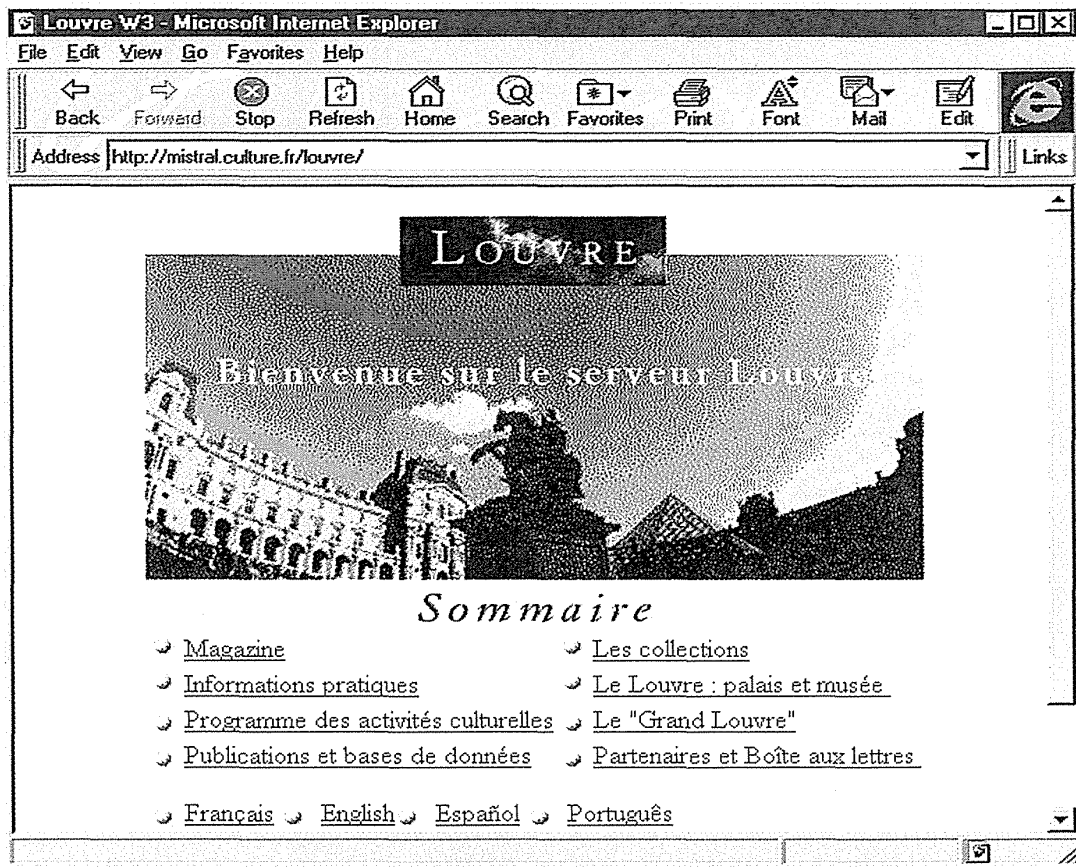 Louvre W3 - Microsoft Internet Explorer
File Edit View Go Favorites Help
Back Forward Stop Refresh Home Search Favorites Print Font Mail Edit
Address http://mistral.culture.fr/louvre/ Links
LOUVRE
Bienvenue sur le serveur Louvre
Sommaire
Magazine Les collections
Informations pratiques Le Louvre : palais et musée
Programme des activités culturelles Le "Grand Louvre"
Publications et bases de données Partenaires et Boîte aux lettres
Français English Español Português